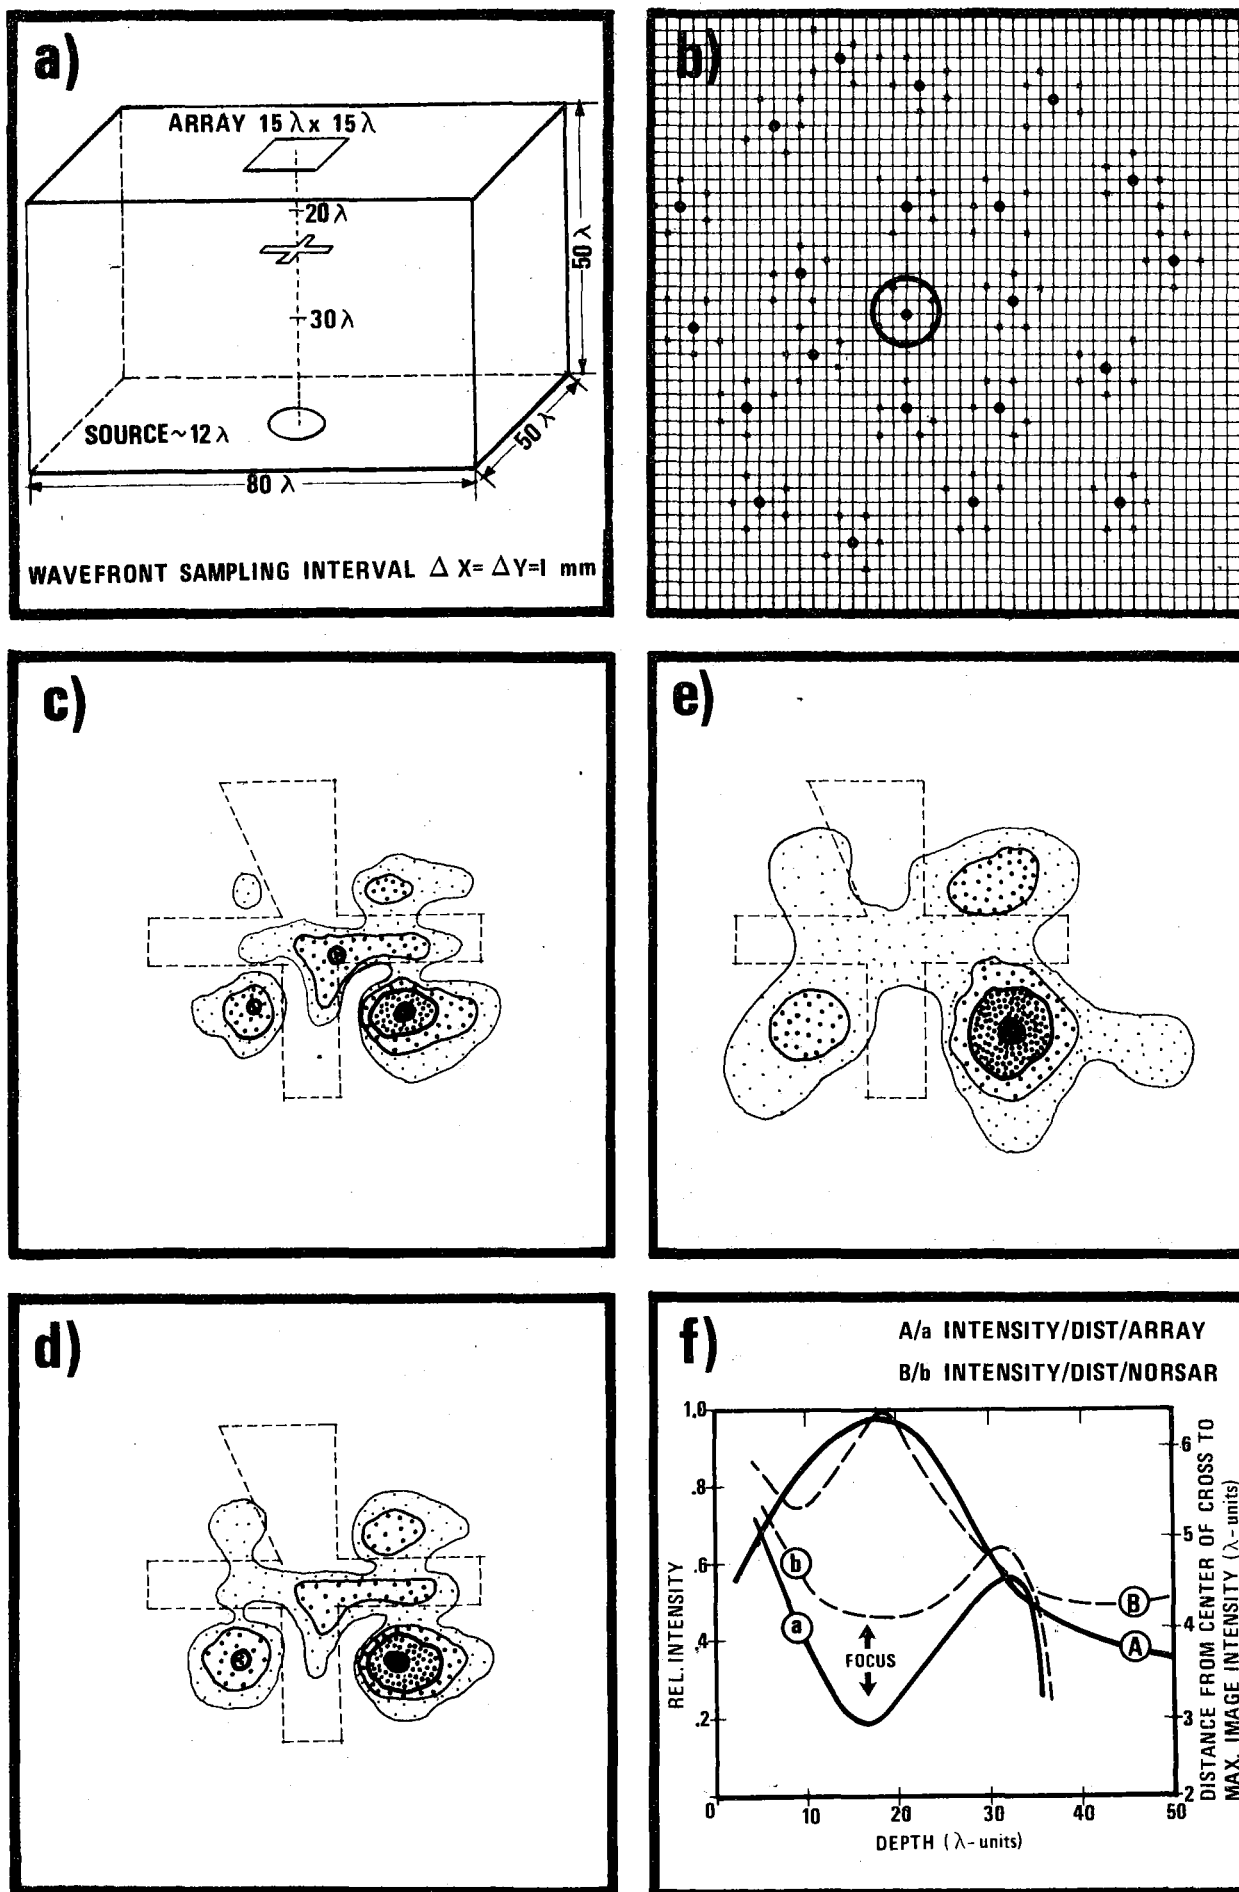 a)
ARRAY 15 λ x 15 λ
20 λ
30 λ
50 λ
50 λ
SOURCE~12 λ
80 λ
WAVEFRONT SAMPLING INTERVAL Δ X= Δ Y=1 mm
b)
c)
e)
d)
f)
A/a INTENSITY/DIST/ARRAY
B/b INTENSITY/DIST/NORSAR
1.0
.8
.6
.4
.2
0
REL. INTENSITY
b
a
FOCUS
B
A
6
5
4
3
2
DISTANCE FROM CENTER OF CROSS TO
MAX. IMAGE INTENSITY (λ-units)
10
20
30
40
50
DEPTH (λ-units)